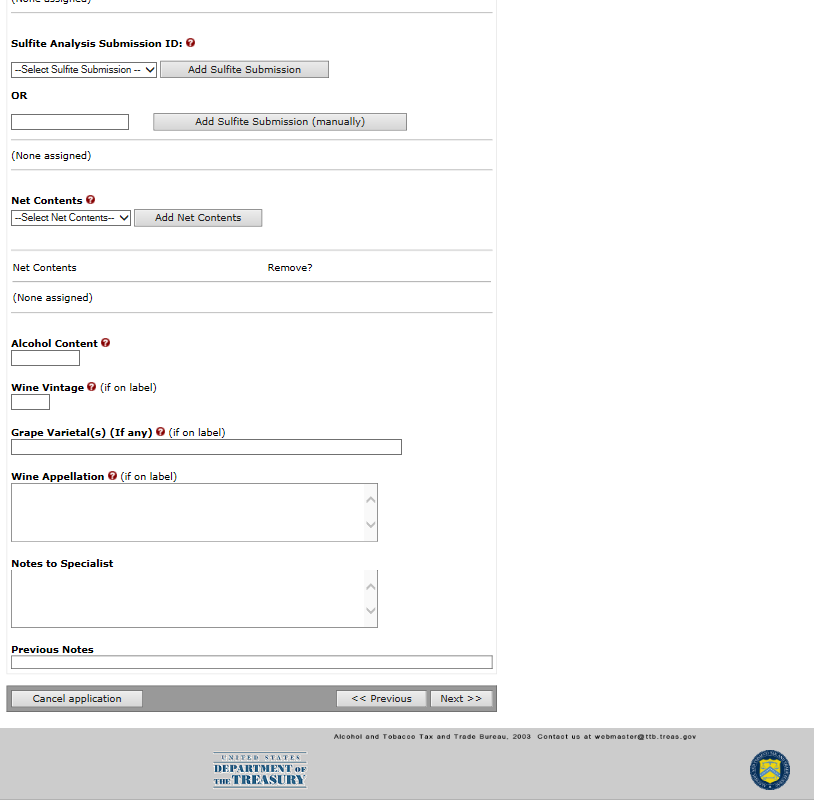 (None assigned)
Sulfite Analysis Submission ID: ?
--Select Sulfite Submission -- Add Sulfite Submission
OR
Add Sulfite Submission (manually)
(None assigned)
Net Contents ?
--Select Net Contents-- Add Net Contents
Net Contents Remove?
(None assigned)
Alcohol Content ?
Wine Vintage ? (if on label)
Grape Varietal(s) (If any) ? (if on label)
Wine Appellation ? (if on label)
Notes to Specialist
Previous Notes
Cancel application << Previous Next >>
Alcohol and Tobacco Tax and Trade Bureau, 2003 Contact us at webmaster@ttb.treas.gov
UNITED STATES
DEPARTMENT OF
THE TREASURY